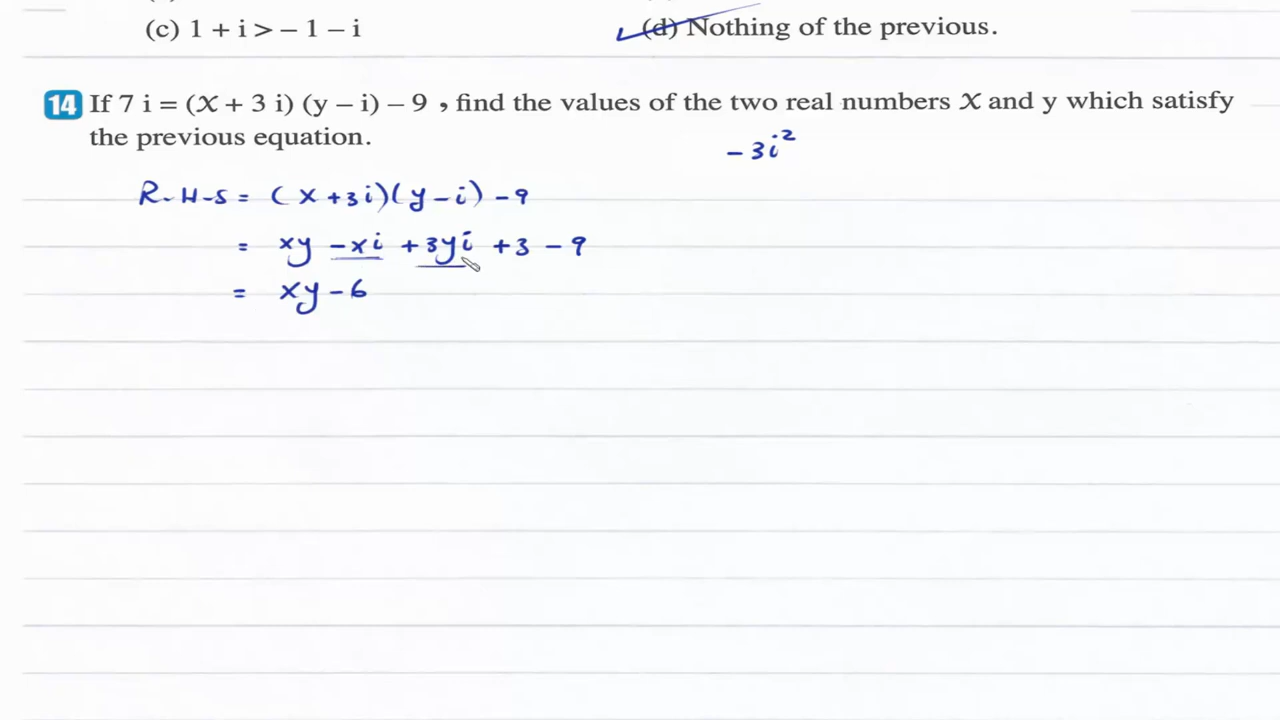 (c) 1 + i > – 1 – i (d) Nothing of the previous.
14 If 7 i = (X + 3 i) (y – i) – 9 , find the values of the two real numbers X and y which satisfy
the previous equation.
- 3i²
R-H-S = (x +3i)(y -i) -9
= xy -xi +3yi +3 -9
= xy -6